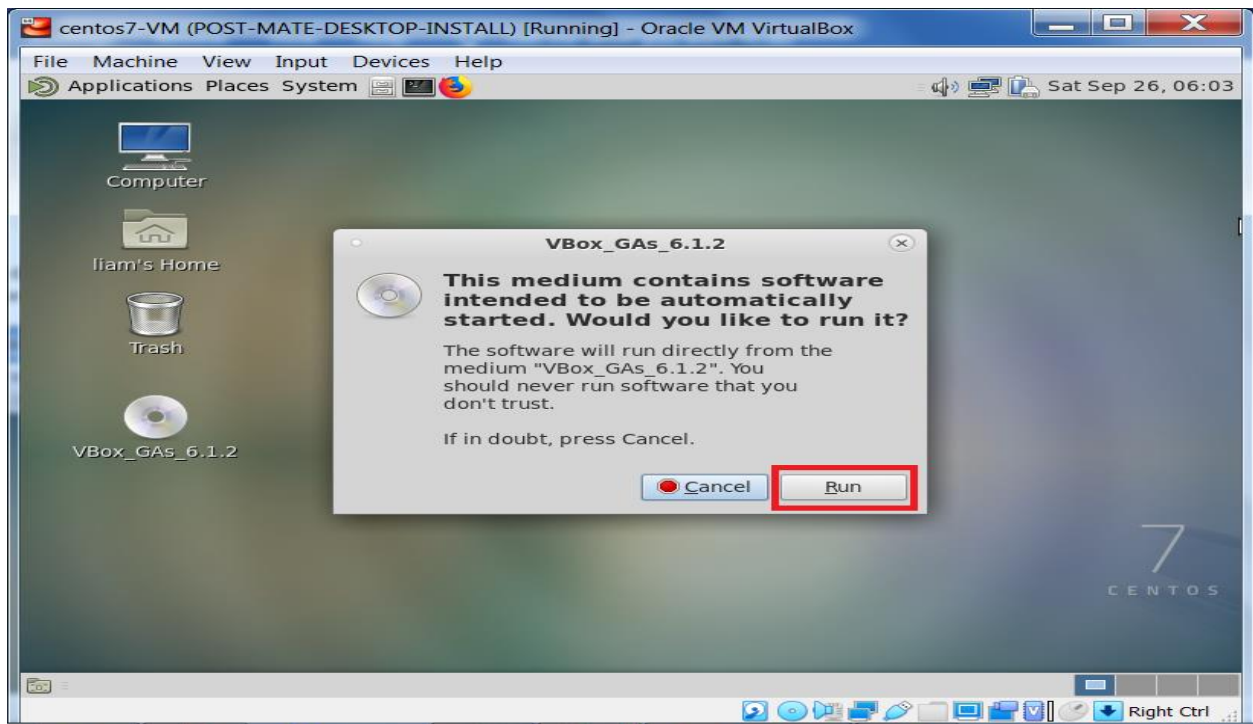 centos7-VM (POST-MATE-DESKTOP-INSTALL) [Running] - Oracle VM VirtualBox
File Machine View Input Devices Help
Applications Places System Sat Sep 26, 06:03
Computer
liam's Home
Trash
VBox_GAs_6.1.2
VBox_GAs_6.1.2
This medium contains software
intended to be automatically
started. Would you like to run it?
The software will run directly from the
medium "VBox_GAs_6.1.2". You
should never run software that you
don't trust.
If in doubt, press Cancel.
Cancel Run
7
CENTOS
Right Ctrl